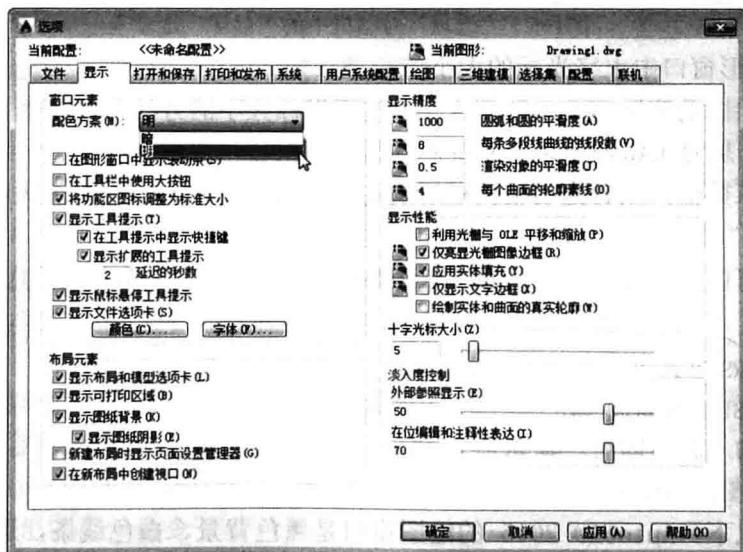 选项
当前配置: <<未命名配置>> 当前图形: Drawing1.dwg
文件 显示 打开和保存 打印和发布 系统 用户系统配置 绘图 三维建模 选择集 配置 联机
窗口元素
配色方案(M): 明
暗
明
在图形窗口中显示滚动条(S)
在工具栏中使用大按钮
将功能区图标调整为标准大小
显示工具提示(T)
在工具提示中显示快捷键
显示扩展的工具提示
2 延迟的秒数
显示鼠标悬停工具提示
显示文件选项卡(S)
颜色(C)... 字体(F)...
布局元素
显示布局和模型选项卡(L)
显示可打印区域(B)
显示图纸背景(K)
显示图纸阴影(E)
新建布局时显示页面设置管理器(G)
在新布局中创建视口(N)
显示精度
1000 圆弧和圆的平滑度(A)
8 每条多段线曲线的线段数(V)
0.5 渲染对象的平滑度(J)
4 每个曲面的轮廓素线(O)
显示性能
利用光栅与 OLE 平移和缩放(P)
仅亮显光栅图像边框(R)
应用实体填充(Y)
仅显示文字边框(X)
绘制实体和曲面的真实轮廓(W)
十字光标大小(Z)
5
淡入度控制
外部参照显示(E)
50
在位编辑和注释性表达(I)
70
确定 取消 应用(A) 帮助(H)